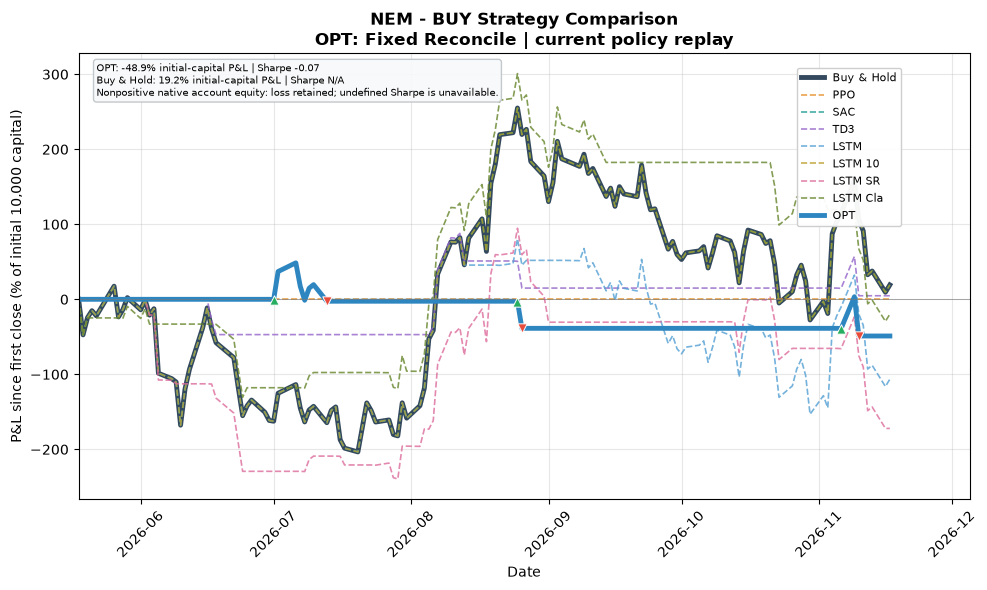 NEM - BUY Strategy Comparison
OPT: Fixed Reconcile | current policy replay
OPT: -48.9% initial-capital P&L | Sharpe -0.07
Buy & Hold: 19.2% initial-capital P&L | Sharpe N/A
Nonpositive native account equity: loss retained; undefined Sharpe is unavailable.
Buy & Hold
PPO
SAC
TD3
LSTM
LSTM 10
LSTM SR
LSTM Cla
OPT
P&L since first close (% of initial 10,000 capital)
300
200
100
0
−100
−200
2026-06
2026-07
2026-08
2026-09
2026-10
2026-11
2026-12
Date